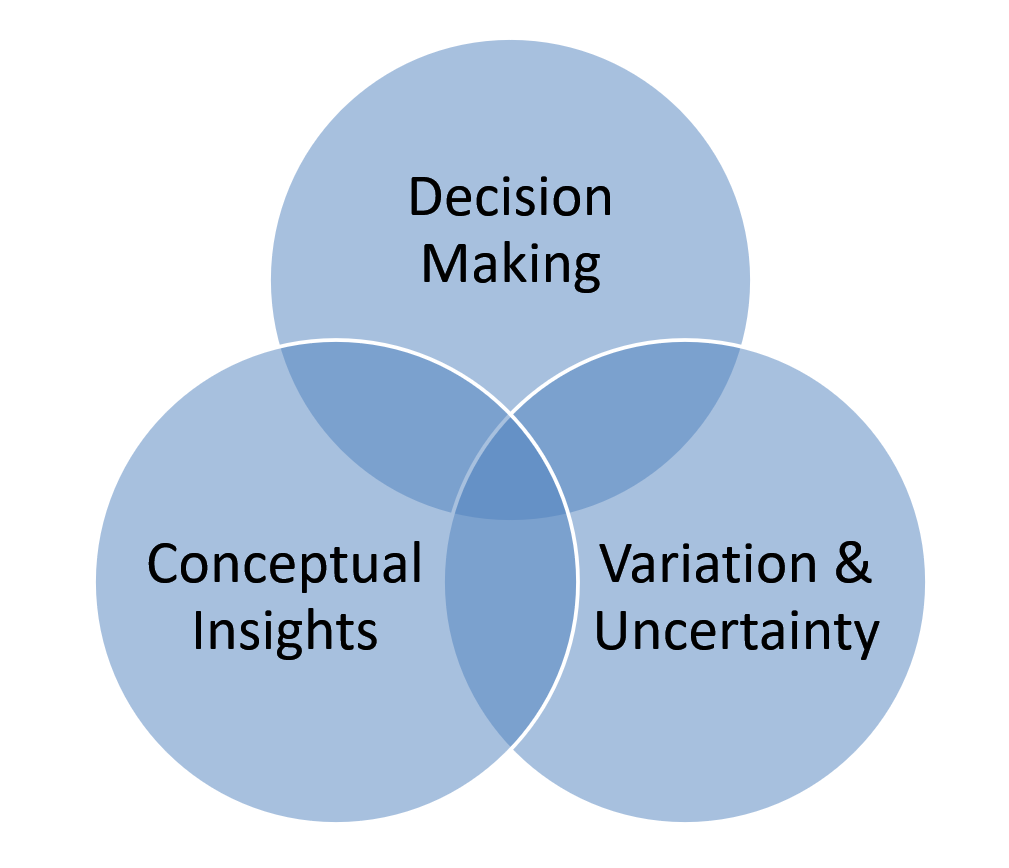 Decision
Making
Conceptual
Insights
Variation &
Uncertainty